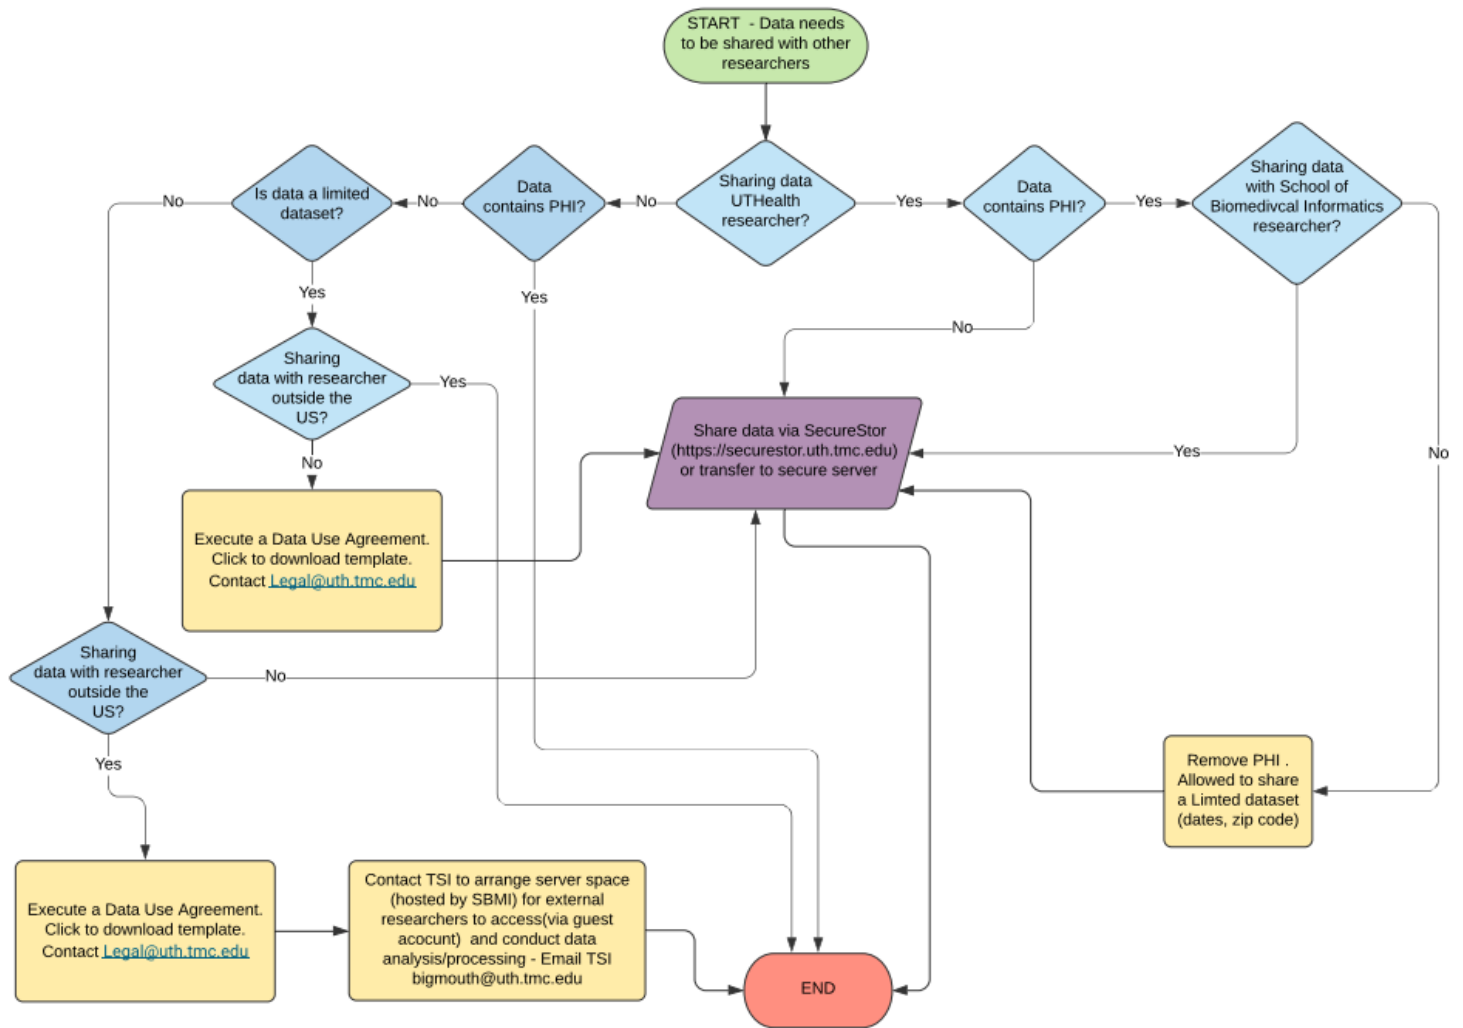 START - Data needs
to be shared with other
researchers
Is data a limited
dataset?
Data
contains PHI?
Sharing data
UTHealth
researcher?
Data
contains PHI?
Sharing data
with School of
Biomedivcal Informatics
researcher?
No
No
No
Yes
Yes
Yes
Yes
No
Sharing
data with researcher
outside the
US?
Yes
No
Share data via SecureStor
(https://securestor.uth.tmc.edu)
or transfer to secure server
Yes
No
Execute a Data Use Agreement.
Click to download template.
Contact Legal@uth.tmc.edu
Sharing
data with researcher
outside the
US?
No
Yes
Remove PHI .
Allowed to share
a Limted dataset
(dates, zip code)
Execute a Data Use Agreement.
Click to download template.
Contact Legal@uth.tmc.edu
Contact TSI to arrange server space
(hosted by SBMI) for external
researchers to access(via guest
acocunt) and conduct data
analysis/processing - Email TSI
bigmouth@uth.tmc.edu
END